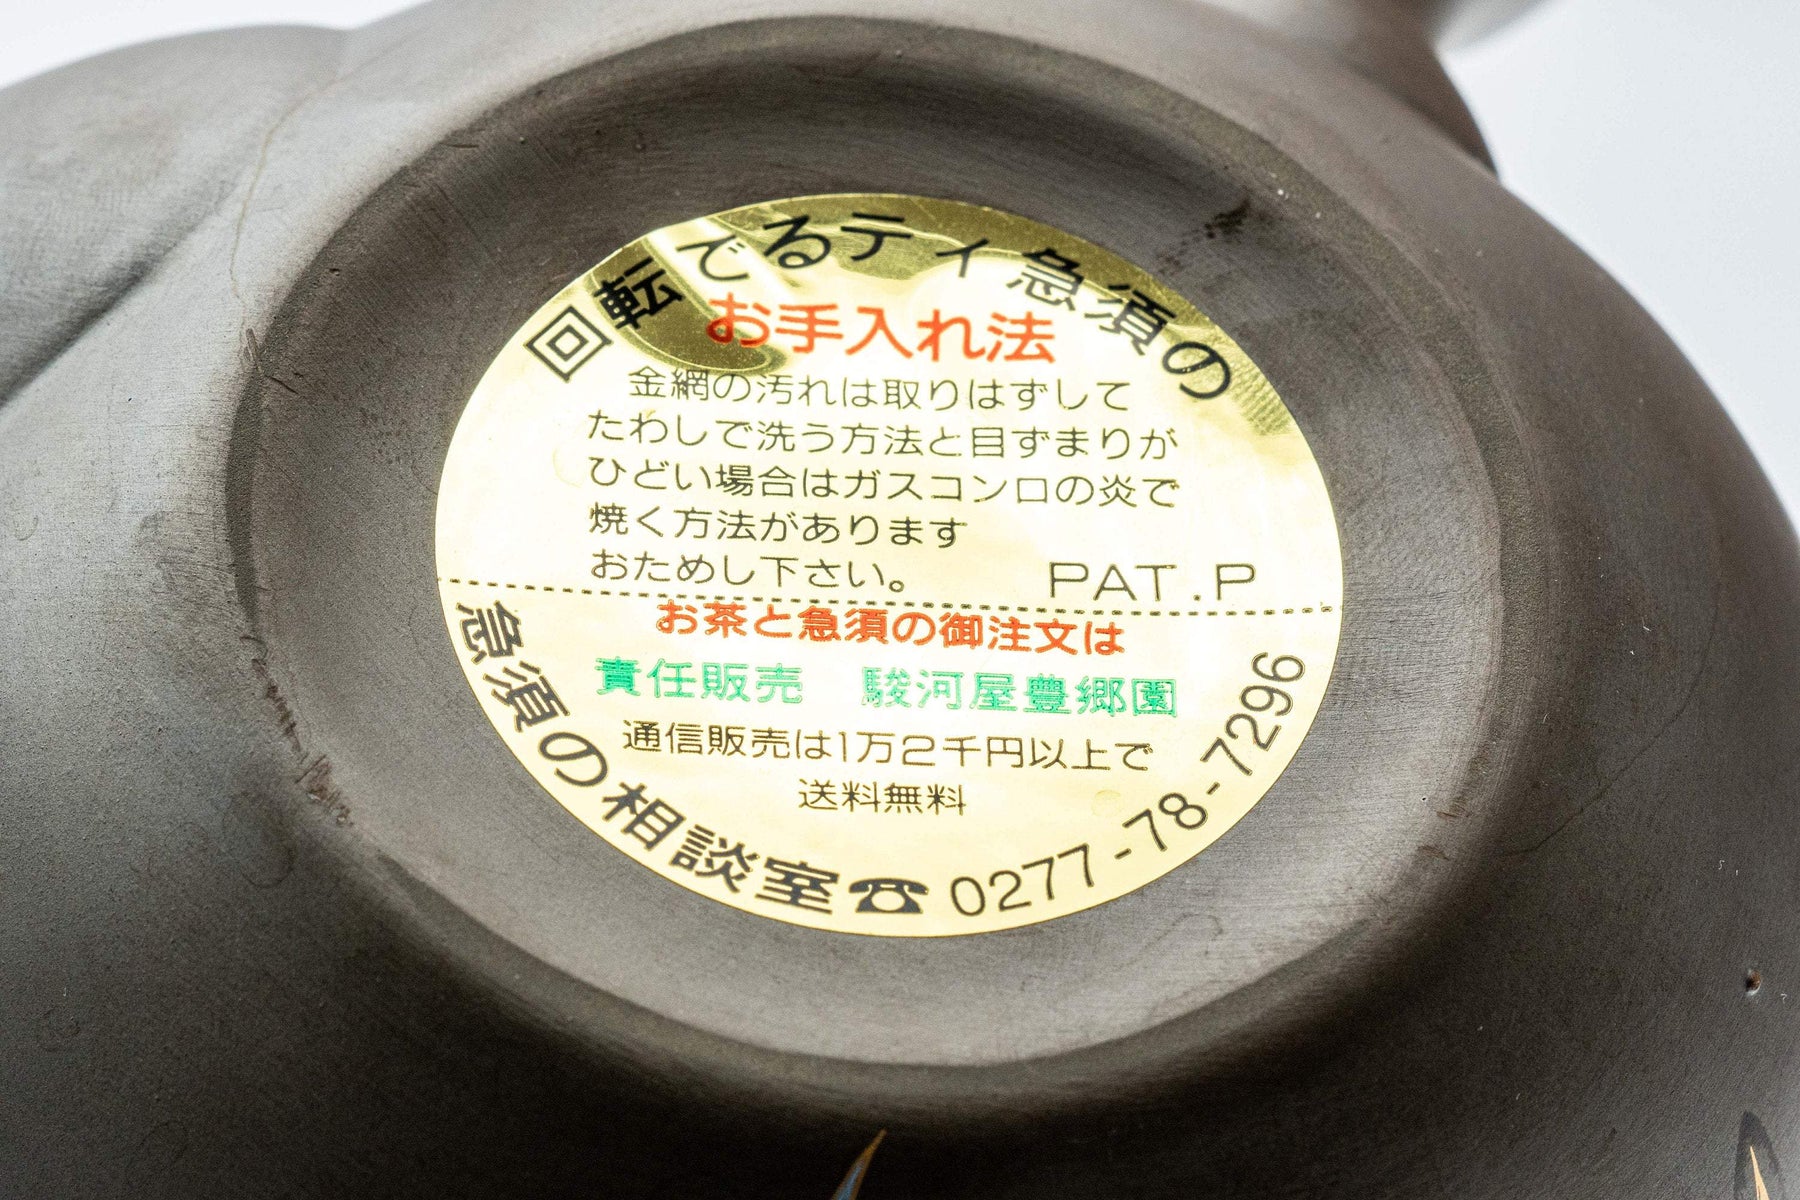 回転でるティ急須の
お手入れ法
金網の汚れは取りはずして
たわしで洗う方法と目ずまりが
ひどい場合はガスコンロの炎で
焼く方法があります
おためし下さい。
PAT.P
お茶と急須の御注文は
責任販売　駿河屋豊郷園
通信販売は1万2千円以上で
送料無料
急須の相談室☎0277-78-7296